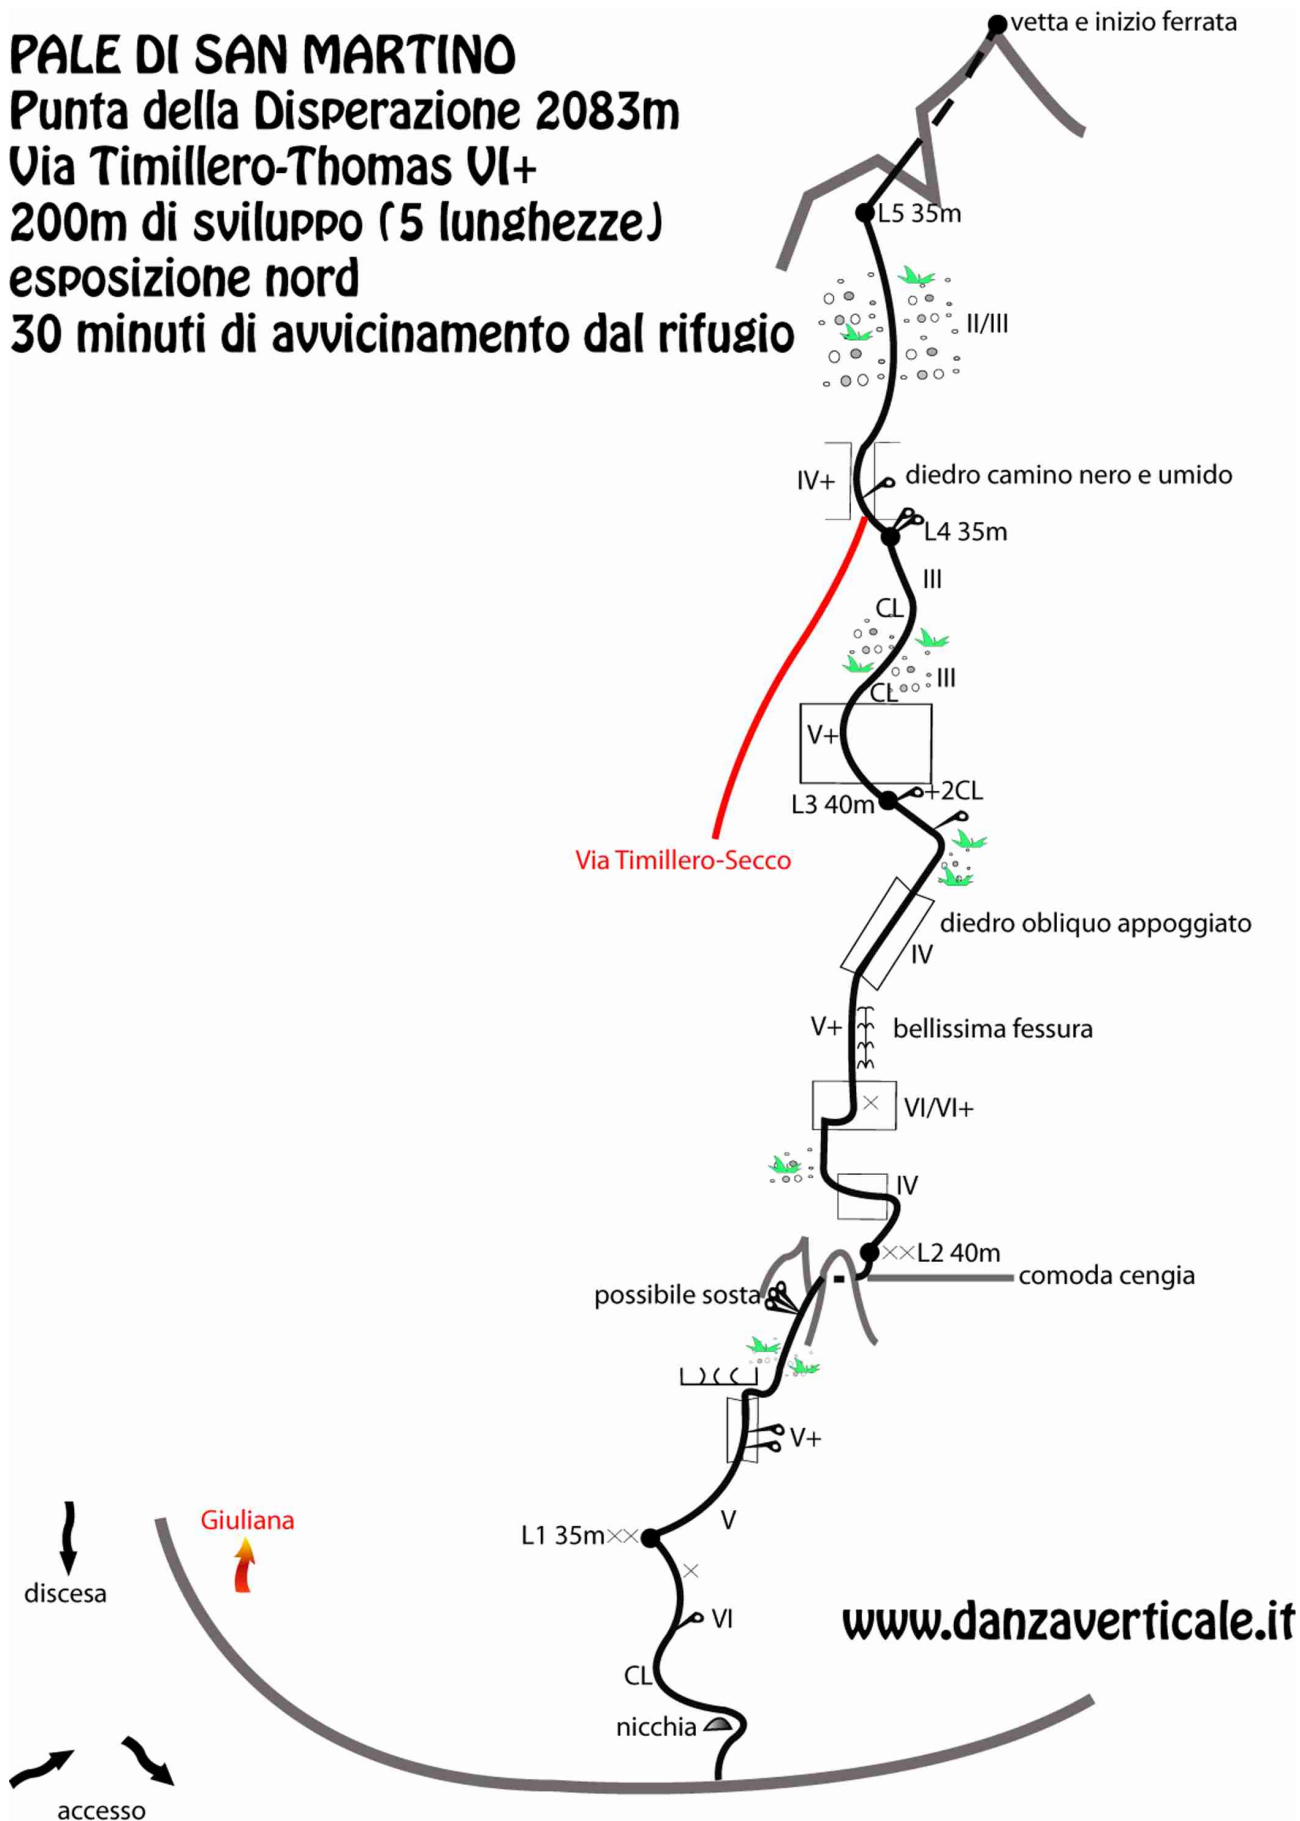 PALE DI SAN MARTINO
Punta della Disperazione 2083m
Via Timillero-Thomas VI+
200m di sviluppo (5 lunghezze)
esposizione nord
30 minuti di avvicinamento dal rifugio
vetta e inizio ferrata
L5 35m
II/III
IV+
diedro camino nero e umido
L4 35m
III
CL
III
CL
V+
L3 40m
+2CL
Via Timillero-Secco
diedro obliquo appoggiato
IV
V+
bellissima fessura
VI/VI+
IV
L2 40m
comoda cengia
possibile sosta
V+
V
L1 35m
Giuliana
discesa
VI
www.danzaverticale.it
CL
nicchia
accesso